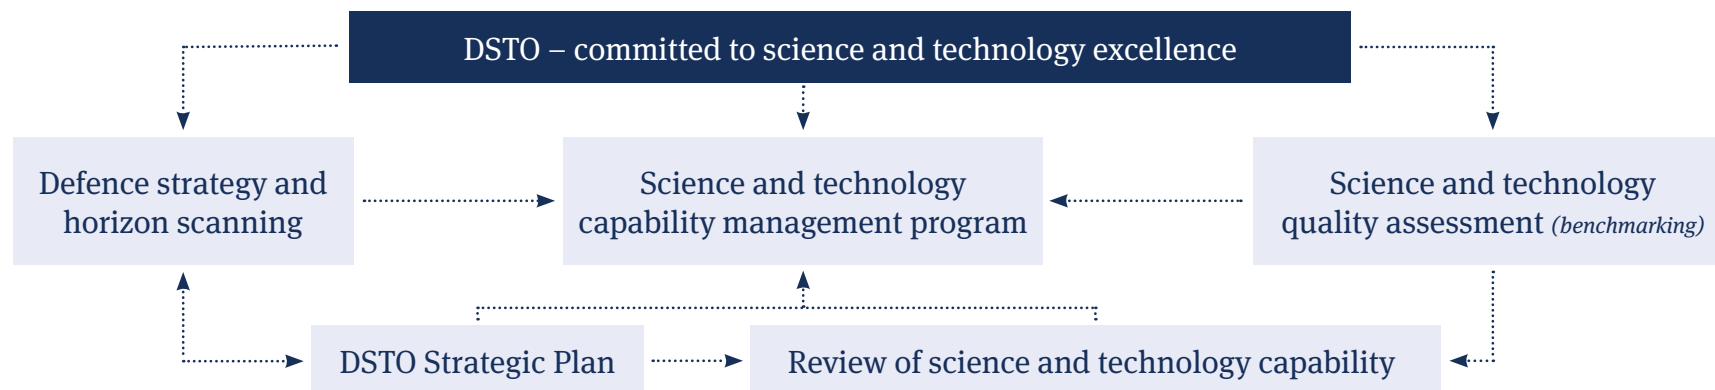 DSTO – committed to science and technology excellence
Defence strategy and
horizon scanning
Science and technology
capability management program
Science and technology
quality assessment (benchmarking)
DSTO Strategic Plan
Review of science and technology capability